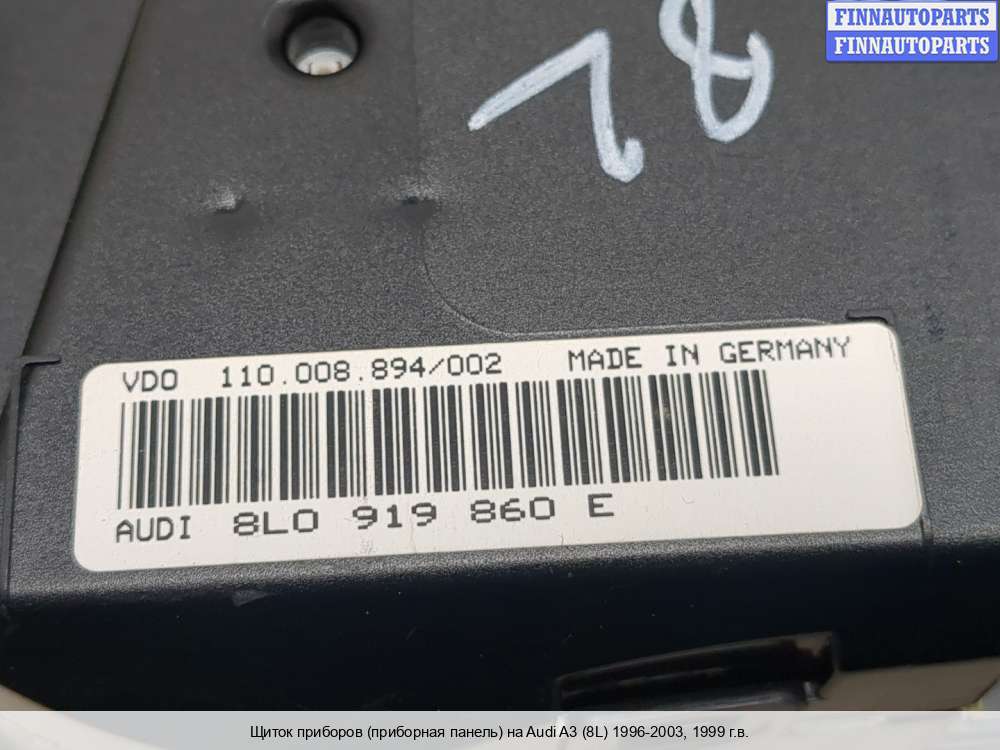 FINNAUTOPARTS
FINNAUTOPARTS
VDO 110.008.894/002 MADE IN GERMANY
AUDI 8L0 919 860 E
Щиток приборов (приборная панель) на Audi A3 (8L) 1996-2003, 1999 г.в.